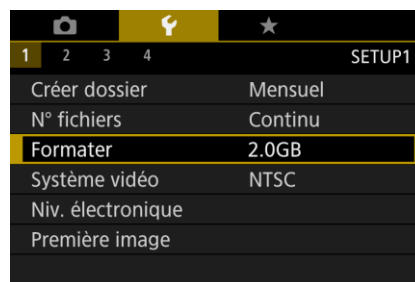 1 2 3 4 SETUP1
Créer dossier Mensuel
N° fichiers Continu
Formater 2.0GB
Système vidéo NTSC
Niv. électronique
Première image